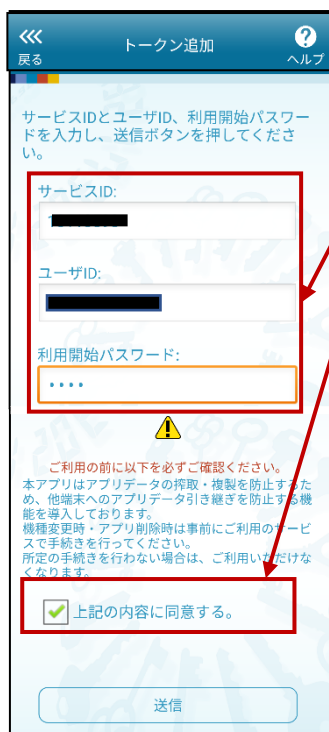 トークン追加
戻る
ヘルプ
サービスIDとユーザID、利用開始パスワー
ドを入力し、送信ボタンを押してくださ
い。
サービスID:
ユーザID:
利用開始パスワード:
ご利用の前に以下を必ずご確認ください。
本アプリはアプリデータの搾取・複製を防止するた
め、他端末へのアプリデータ引き継ぎを防止する機
能を導入しております。
機種変更時・アプリ削除時は事前にご利用のサービ
スで手続きを行ってください。
所定の手続きを行わない場合は、ご利用いただけな
くなります。
上記の内容に同意する。
送信